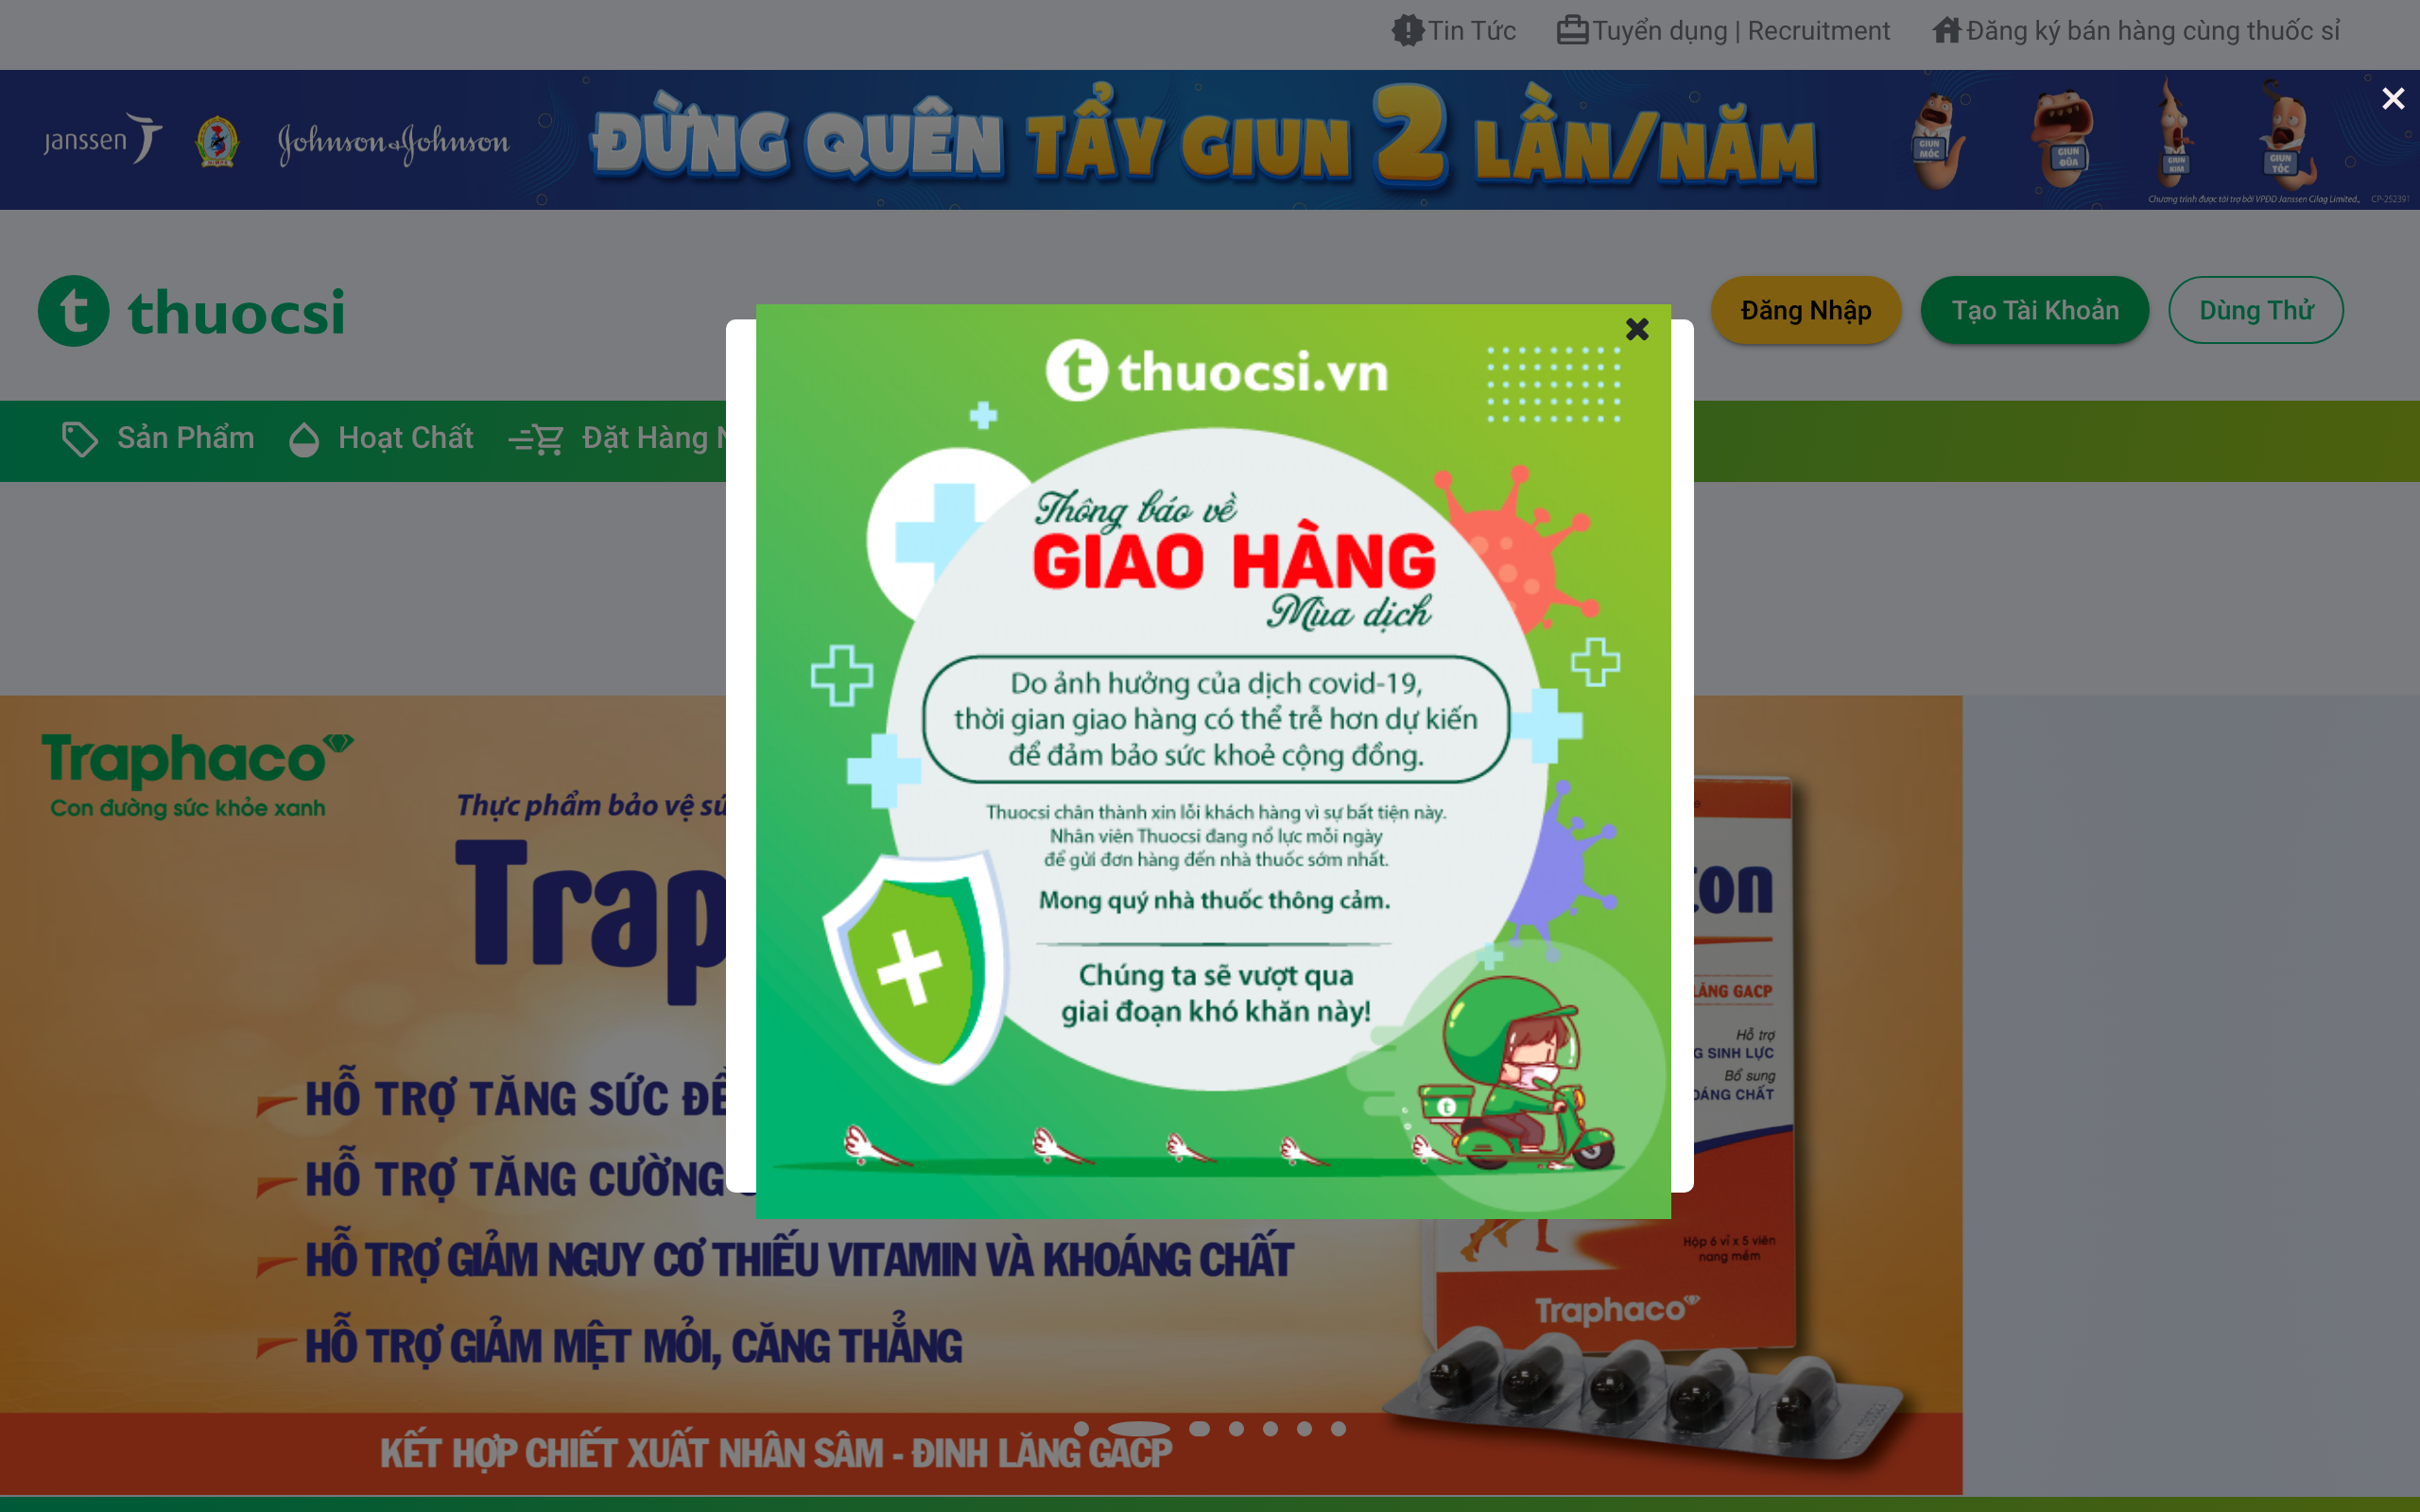 Tin Tức
Tuyển dụng | Recruitment
Đăng ký bán hàng cùng thuốc sỉ
janssen
Johnson & Johnson
ĐỪNG QUÊN TẨY GIUN 2 LẦN/NĂM
GIUN MÓC
GIUN ĐŨA
GIUN KIM
GIUN TÓC
Chương trình được tài trợ bởi VPĐD Janssen Cilag Limited., CP-252391
thuocsi
Đăng Nhập
Tạo Tài Khoản
Dùng Thử
Sản Phẩm
Hoạt Chất
Đặt Hàng
thuocsi.vn
Thông báo về
GIAO HÀNG
Mùa dịch
Do ảnh hưởng của dịch covid-19,
thời gian giao hàng có thể trễ hơn dự kiến
để đảm bảo sức khoẻ cộng đồng.
Thuocsi chân thành xin lỗi khách hàng vì sự bất tiện này.
Nhân viên Thuocsi đang nổ lực mỗi ngày
để gửi đơn hàng đến nhà thuốc sớm nhất.
Mong quý nhà thuốc thông cảm.
Chúng ta sẽ vượt qua
giai đoạn khó khăn này!
Traphaco
Con đường sức khỏe xanh
Thực phẩm bảo vệ
Trap
HỖ TRỢ TĂNG SỨC
HỖ TRỢ TĂNG CƯỜNG
HỖ TRỢ GIẢM NGUY CƠ THIẾU VITAMIN VÀ KHOÁNG CHẤT
HỖ TRỢ GIẢM MỆT MỎI, CĂNG THẲNG
KẾT HỢP CHIẾT XUẤT NHÂN SÂM - ĐINH LĂNG GACP
ton
LĂNG GACP
Hỗ trợ
SINH LỰC
Bổ sung
OÁNG CHẤT
Hộp 6 vỉ x 5 viên
nang mềm
Traphaco